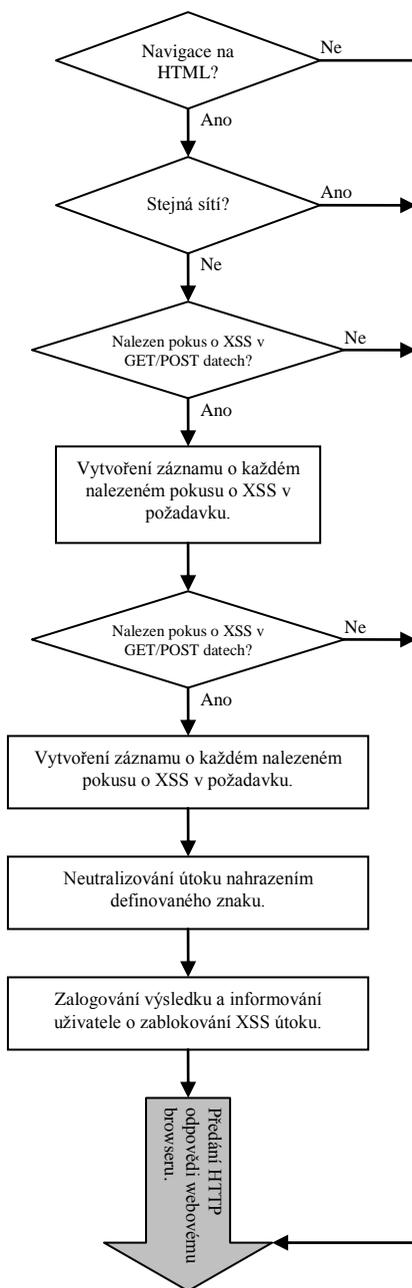 Navigace na
HTML?
Ne
Ano
Stejná sítí?
Ano
Ne
Nalezen pokus o XSS v
GET/POST datech?
Ne
Ano
Vytvoření záznamu o každém
nalezeném pokusu o XSS v
požadavku.
Nalezen pokus o XSS v
GET/POST datech?
Ne
Ano
Vytvoření záznamu o každém nalezeném
pokusu o XSS v požadavku.
Neutralizování útoku nahrazením
definovaného znaku.
Zalogování výsledku a informování
uživatele o zablokování XSS útoku.
Předání HTTP
odpovědi webovému
browseru.